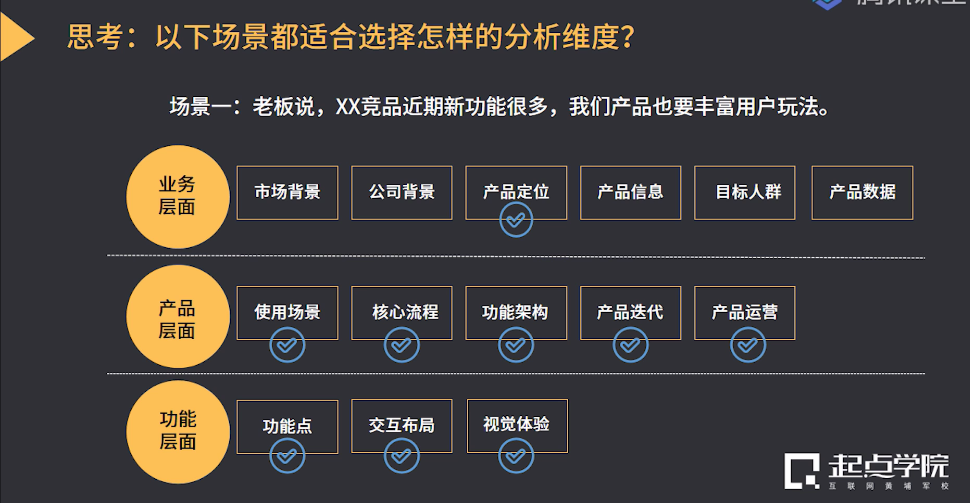 腾讯课堂
思考：以下场景都适合选择怎样的分析维度？
场景一：老板说，XX竞品近期新功能很多，我们产品也要丰富用户玩法。
业务
层面
市场背景
公司背景
产品定位
产品信息
目标人群
产品数据
产品
层面
使用场景
核心流程
功能架构
产品迭代
产品运营
功能
层面
功能点
交互布局
视觉体验
起点学院
互联网黄埔军校